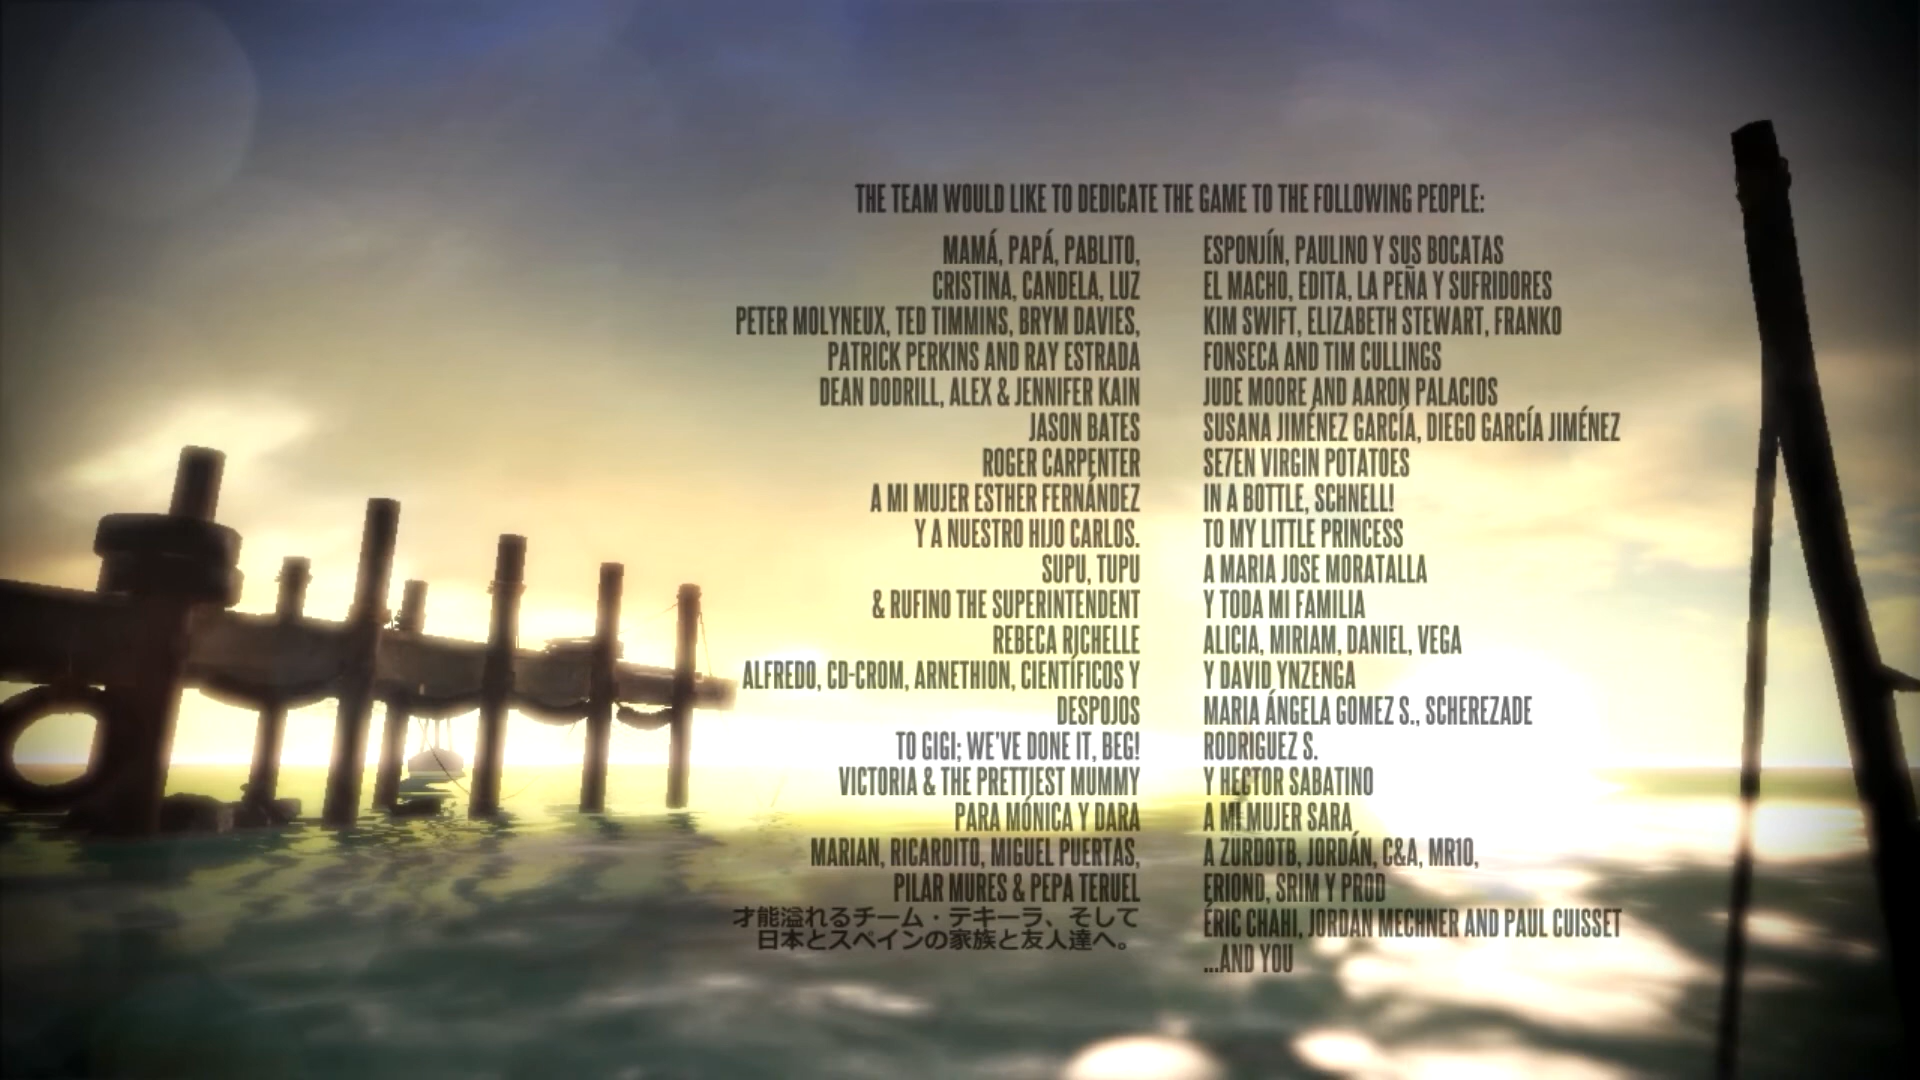 THE TEAM WOULD LIKE TO DEDICATE THE GAME TO THE FOLLOWING PEOPLE:
MAMÁ, PAPÁ, PABLITO,
CRISTINA, CANDELA, LUZ
PETER MOLYNEUX, TED TIMMINS, BRYM DAVIES,
PATRICK PERKINS AND RAY ESTRADA
DEAN DODRILL, ALEX & JENNIFER KAIN
JASON BATES
ROGER CARPENTER
A MI MUJER ESTHER FERNÁNDEZ
Y A NUESTRO HIJO CARLOS.
SUPU, TUPU
& RUFINO THE SUPERINTENDENT
REBECA RICHELLE
ALFREDO, CD-CROM, ARNETHION, CIENTÍFICOS Y
DESPOJOS
TO GIGI; WE'VE DONE IT, BEG!
VICTORIA & THE PRETTIEST MUMMY
PARA MÓNICA Y DARA
MARIAN, RICARDITO, MIGUEL PUERTAS,
PILAR MURES & PEPA TERUEL
才能溢れるチーム・テキーラ、そして
日本とスペインの家族と友人達へ。
ESPONJÍN, PAULINO Y SUS BOCATAS
EL MACHO, EDITA, LA PEÑA Y SUFRIDORES
KIM SWIFT, ELIZABETH STEWART, FRANKO
FONSECA AND TIM CULLINGS
JUDE MOORE AND AARON PALACIOS
SUSANA JIMÉNEZ GARCÍA, DIEGO GARCÍA JIMÉNEZ
SE7EN VIRGIN POTATOES
IN A BOTTLE, SCHNELL!
TO MY LITTLE PRINCESS
A MARIA JOSE MORATALLA
Y TODA MI FAMILIA
ALICIA, MIRIAM, DANIEL, VEGA
Y DAVID YNZENGA
MARIA ÁNGELA GOMEZ S., SCHEREZADE
RODRIGUEZ S.
Y HECTOR SABATINO
A MI MUJER SARA
A ZURDOTB, JORDÁN, C&A, MR10,
ERIOND, SRIM Y PROD
ÉRIC CHAHI, JORDAN MECHNER AND PAUL CUISSET
...AND YOU